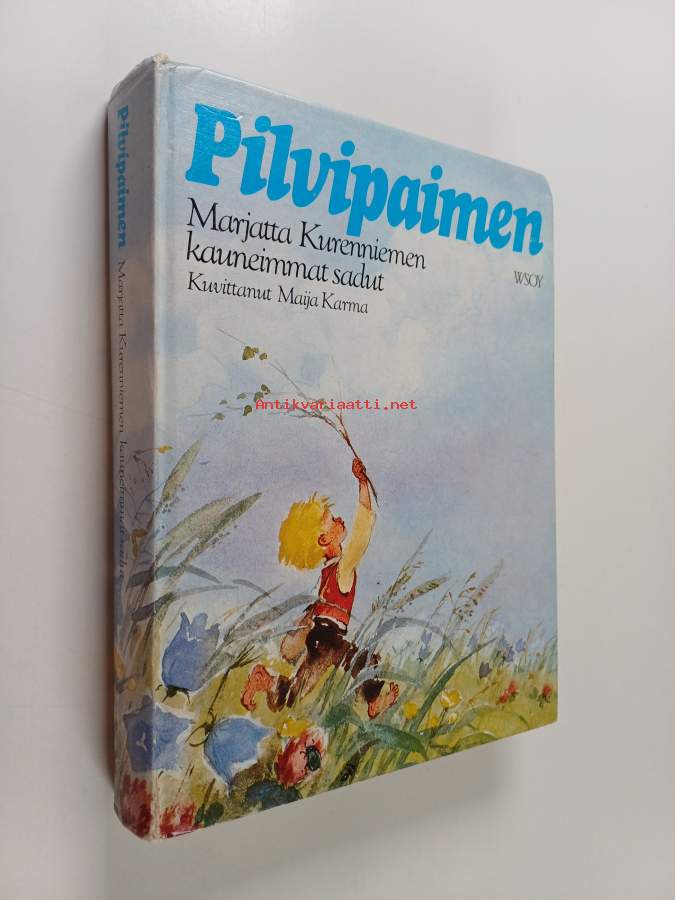 Pilvipaimen
Marjatta Kurenniemen
kauneimmat sadut
Kuvittanut Maija Karma
WSOY
Antikvariaatti.net
Pilvipaimen
Marjatta Kurenniemen kauneimmat sadut